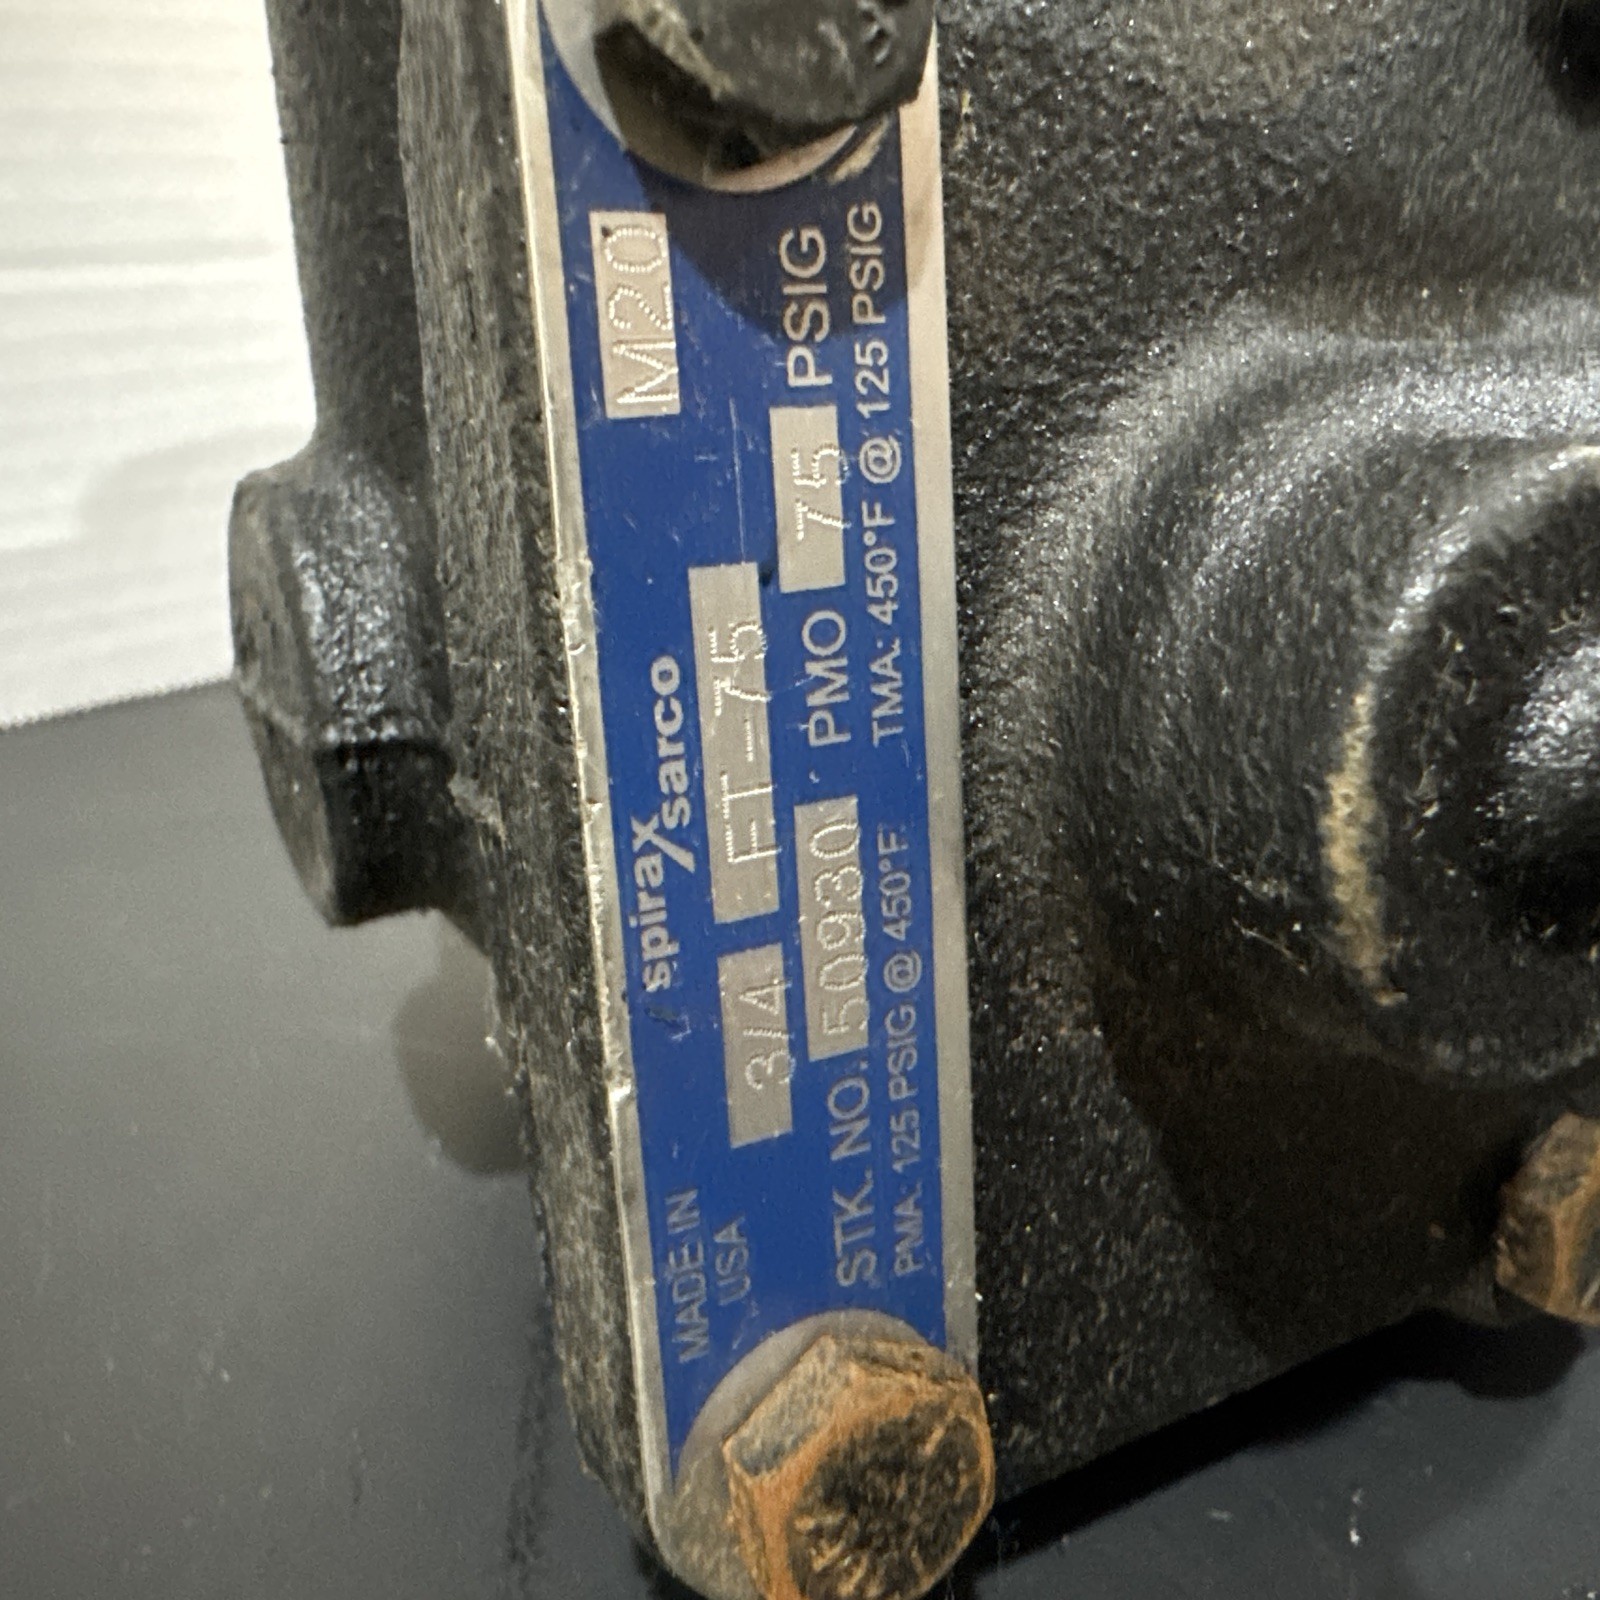 MADE IN
USA
spirax
sarco
M20
3/4 FT-75
STK. NO. 50930 PMO 75 PSIG
PMA: 125 PSIG @ 450°F TMA: 450°F @ 125 PSIG